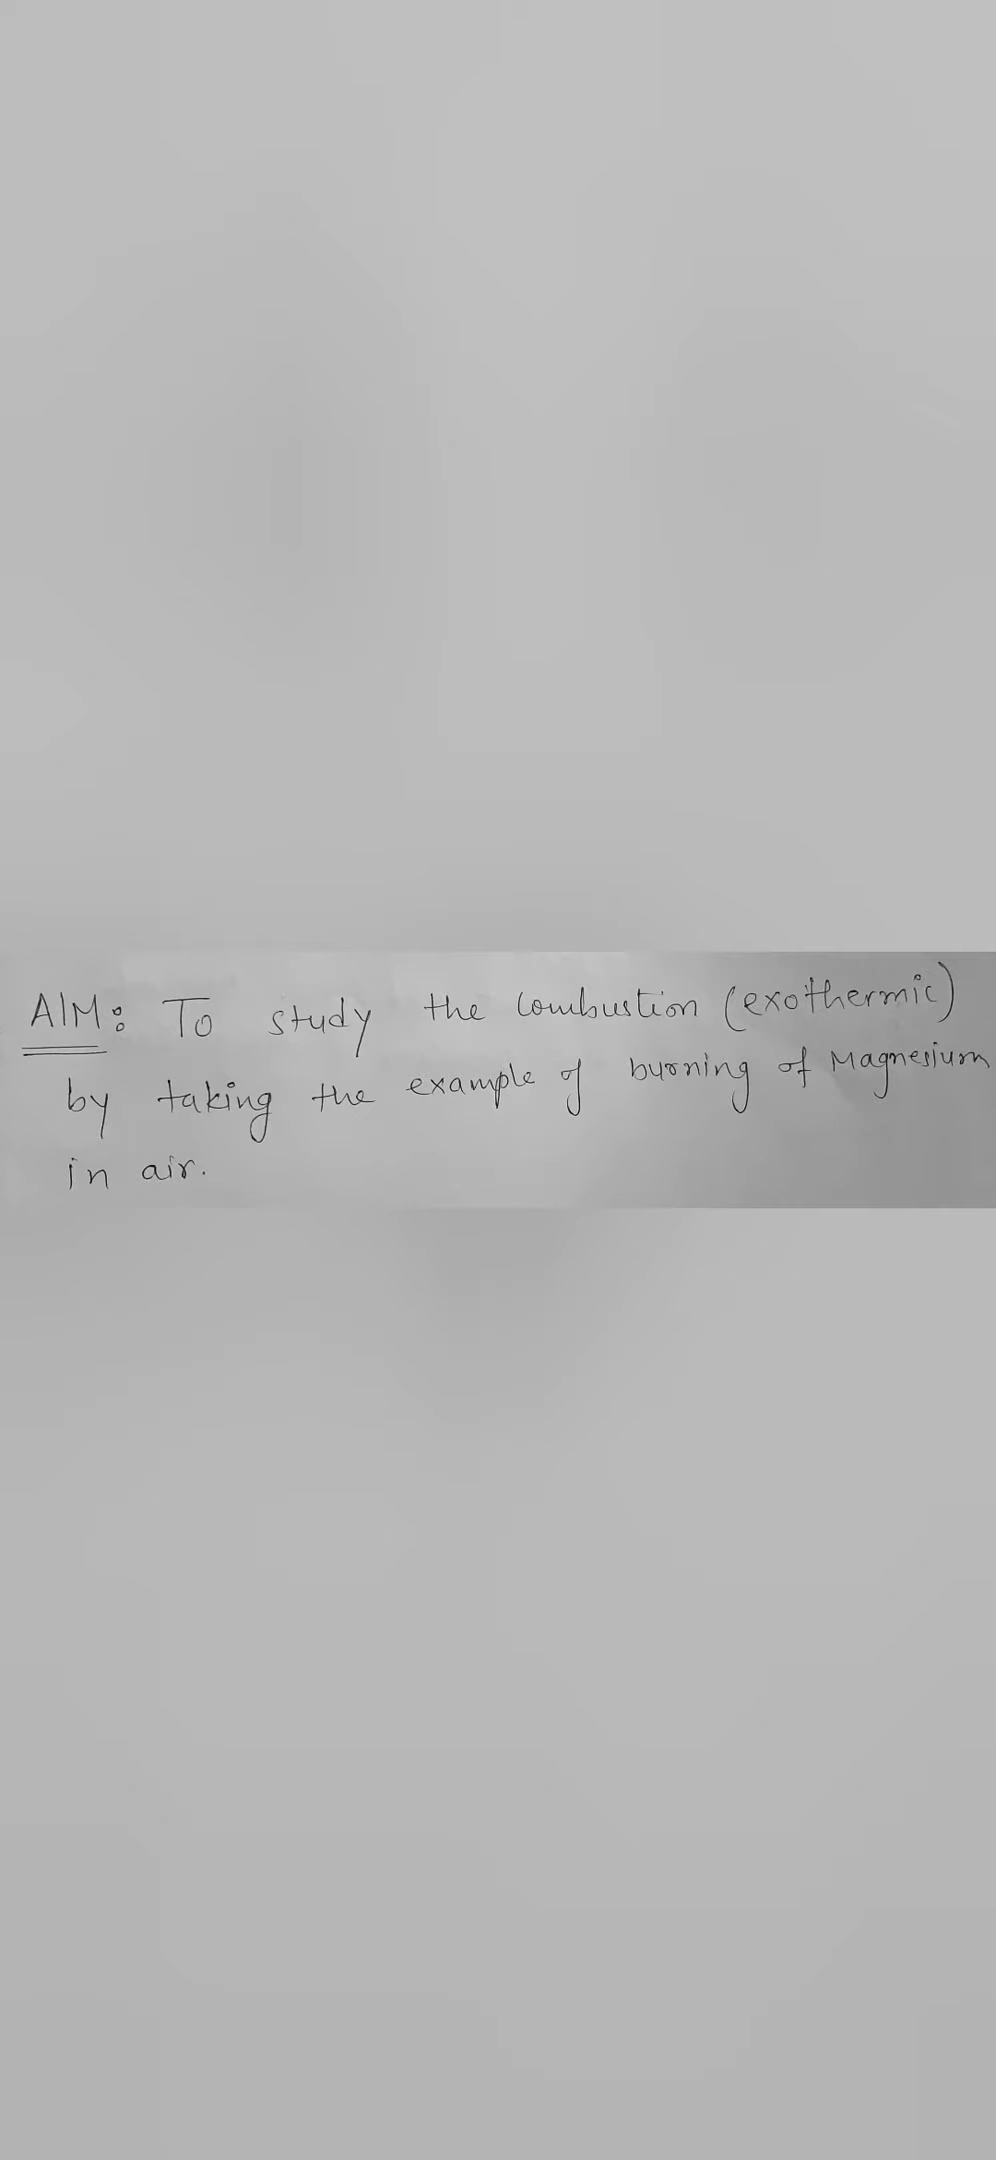 AIM: To study the combustion (exothermic)
by taking the example of burning of Magnesium
in air.